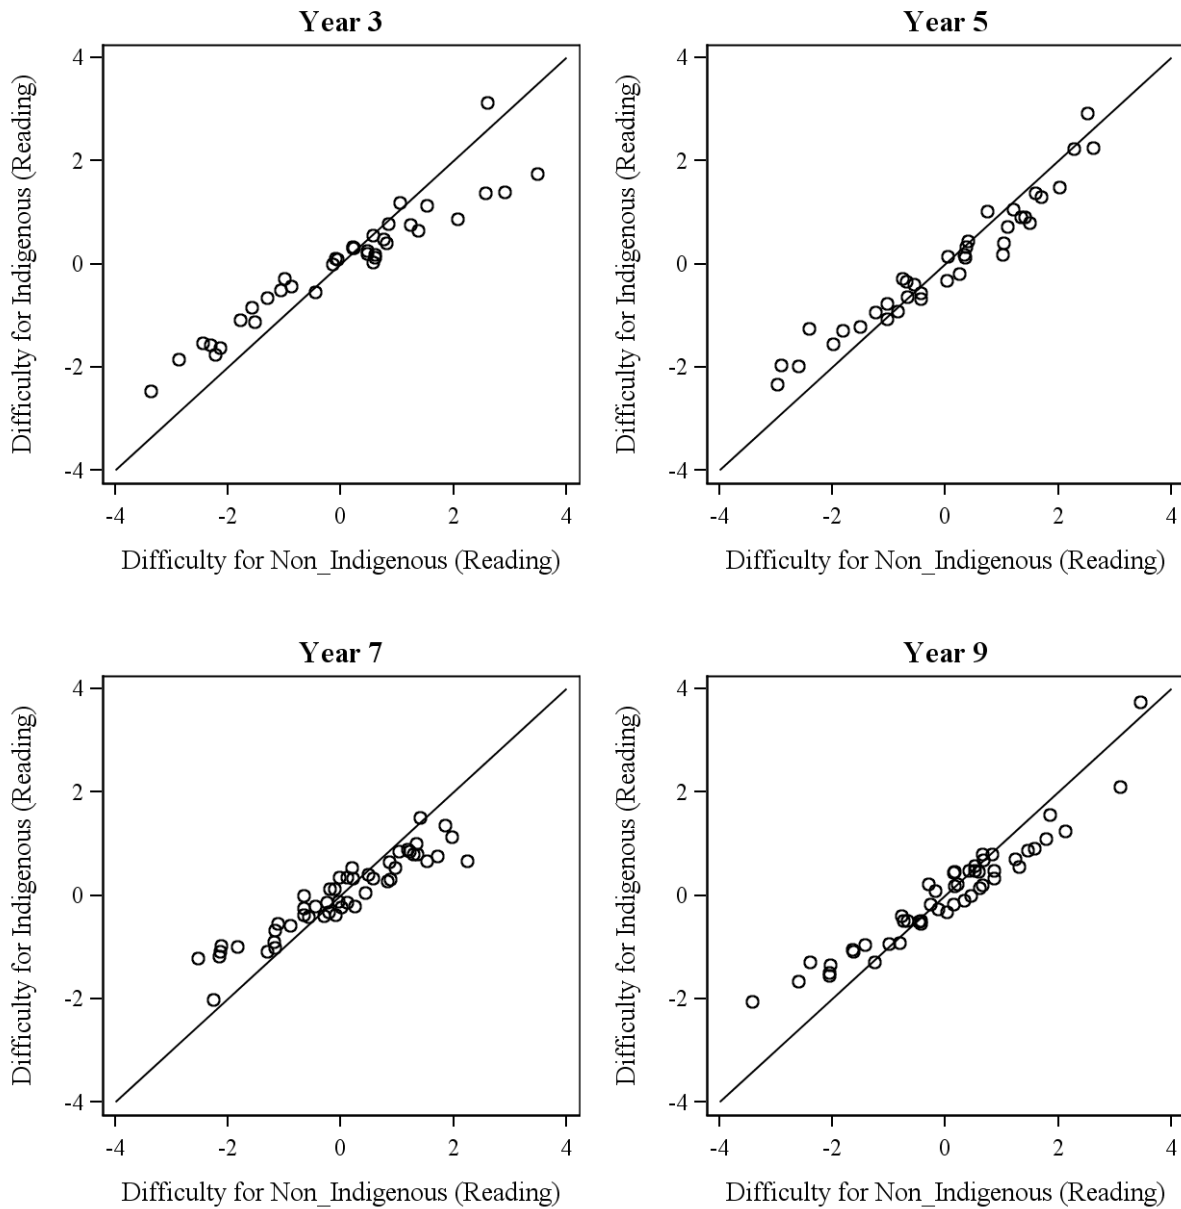 Year 3
Difficulty for Indigenous (Reading)
4
2
0
-2
-4
-4 -2 0 2 4
Difficulty for Non_Indigenous (Reading)
Year 5
Difficulty for Indigenous (Reading)
4
2
0
-2
-4
-4 -2 0 2 4
Difficulty for Non_Indigenous (Reading)
Year 7
Difficulty for Indigenous (Reading)
4
2
0
-2
-4
-4 -2 0 2 4
Difficulty for Non_Indigenous (Reading)
Year 9
Difficulty for Indigenous (Reading)
4
2
0
-2
-4
-4 -2 0 2 4
Difficulty for Non_Indigenous (Reading)